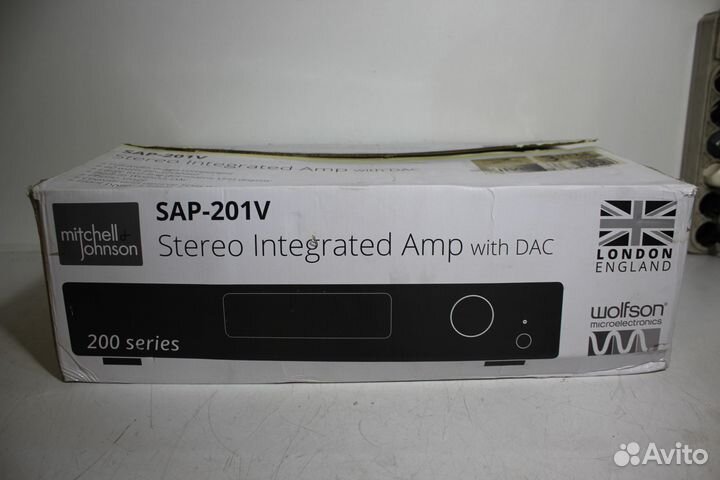 SAP-201V
Stereo Integrated Amp with DAC
mitchell+
johnson
SAP-201V
Stereo Integrated Amp with DAC
LONDON
ENGLAND
wolfson
microelectronics
200 series
Avito